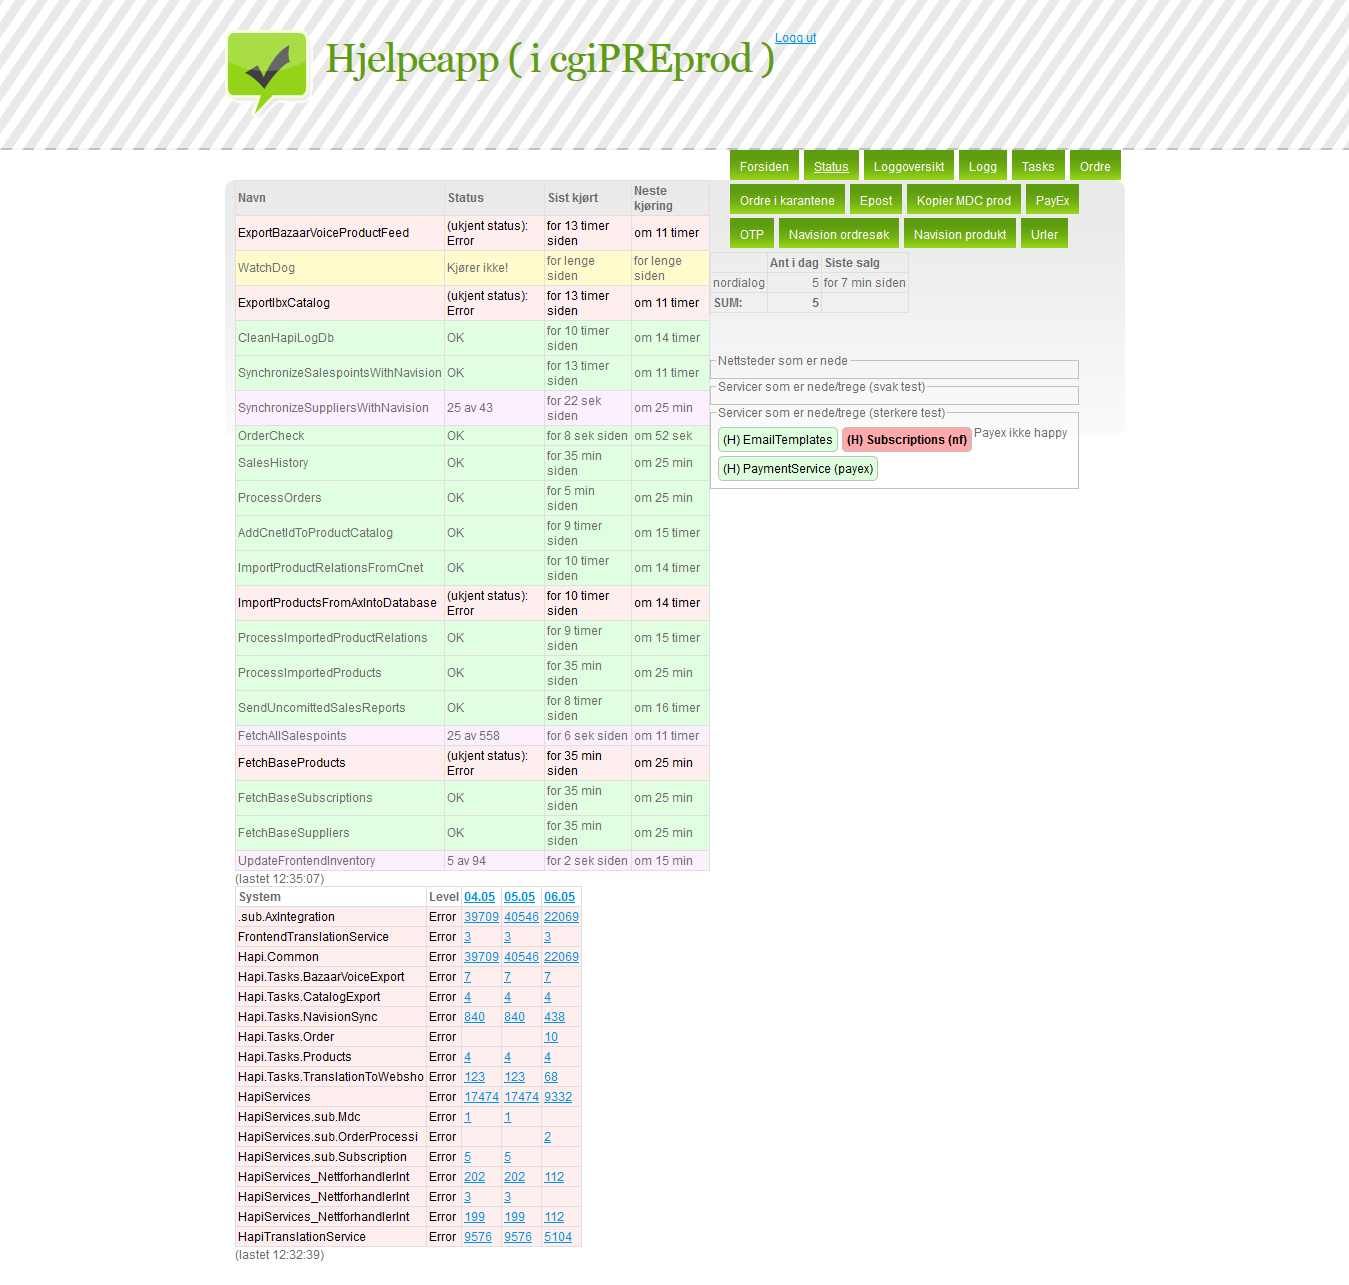 Hjelpeapp ( i cgiPREprod )
Logg ut
Forsiden Status Loggoversikt Logg Tasks Ordre
Ordre i karantene Epost Kopier MDC prod PayEx
OTP Navision ordresøk Navision produkt Urler
Navn Status Sist kjørt Neste kjøring
ExportBazaarVoiceProductFeed (ukjent status): Error for 13 timer siden om 11 timer
WatchDog Kjører ikke! for lenge siden for lenge siden
ExportIbxCatalog (ukjent status): Error for 13 timer siden om 11 timer
CleanHapiLogDb OK for 10 timer siden om 14 timer
SynchronizeSalespointsWithNavision OK for 13 timer siden om 11 timer
SynchronizeSuppliersWithNavision 25 av 43 for 22 sek siden om 25 min
OrderCheck OK for 8 sek siden om 52 sek
SalesHistory OK for 35 min siden om 25 min
ProcessOrders OK for 5 min siden om 25 min
AddCnetIdToProductCatalog OK for 9 timer siden om 15 timer
ImportProductRelationsFromCnet OK for 10 timer siden om 14 timer
ImportProductsFromAxIntoDatabase (ukjent status): Error for 10 timer siden om 14 timer
ProcessImportedProductRelations OK for 9 timer siden om 15 timer
ProcessImportedProducts OK for 35 min siden om 25 min
SendUncomittedSalesReports OK for 8 timer siden om 16 timer
FetchAllSalespoints 25 av 558 for 6 sek siden om 11 timer
FetchBaseProducts (ukjent status): Error for 35 min siden om 25 min
FetchBaseSubscriptions OK for 35 min siden om 25 min
FetchBaseSuppliers OK for 35 min siden om 25 min
UpdateFrontendInventory 5 av 94 for 2 sek siden om 15 min
(lastet 12:35:07)
Ant i dag Siste salg
nordialog 5 for 7 min siden
SUM: 5
Nettsteder som er nede
Servicer som er nede/trege (svak test)
Servicer som er nede/trege (sterkere test)
(H) EmailTemplates (H) Subscriptions (nf) Payex ikke happy
(H) PaymentService (payex)
System Level 04.05 05.05 06.05
.sub.AxIntegration Error 39709 40546 22069
FrontendTranslationService Error 3 3 3
Hapi.Common Error 39709 40546 22069
Hapi.Tasks.BazaarVoiceExport Error 7 7 7
Hapi.Tasks.CatalogExport Error 4 4 4
Hapi.Tasks.NavisionSync Error 840 840 438
Hapi.Tasks.Order Error 10
Hapi.Tasks.Products Error 4 4 4
Hapi.Tasks.TranslationToWebsho Error 123 123 68
HapiServices Error 17474 17474 9332
HapiServices.sub.Mdc Error 1 1
HapiServices.sub.OrderProcessi Error 2
HapiServices.sub.Subscription Error 5 5
HapiServices_NettforhandlerInt Error 202 202 112
HapiServices_NettforhandlerInt Error 3 3
HapiServices_NettforhandlerInt Error 199 199 112
HapiTranslationService Error 9576 9576 5104
(lastet 12:32:39)